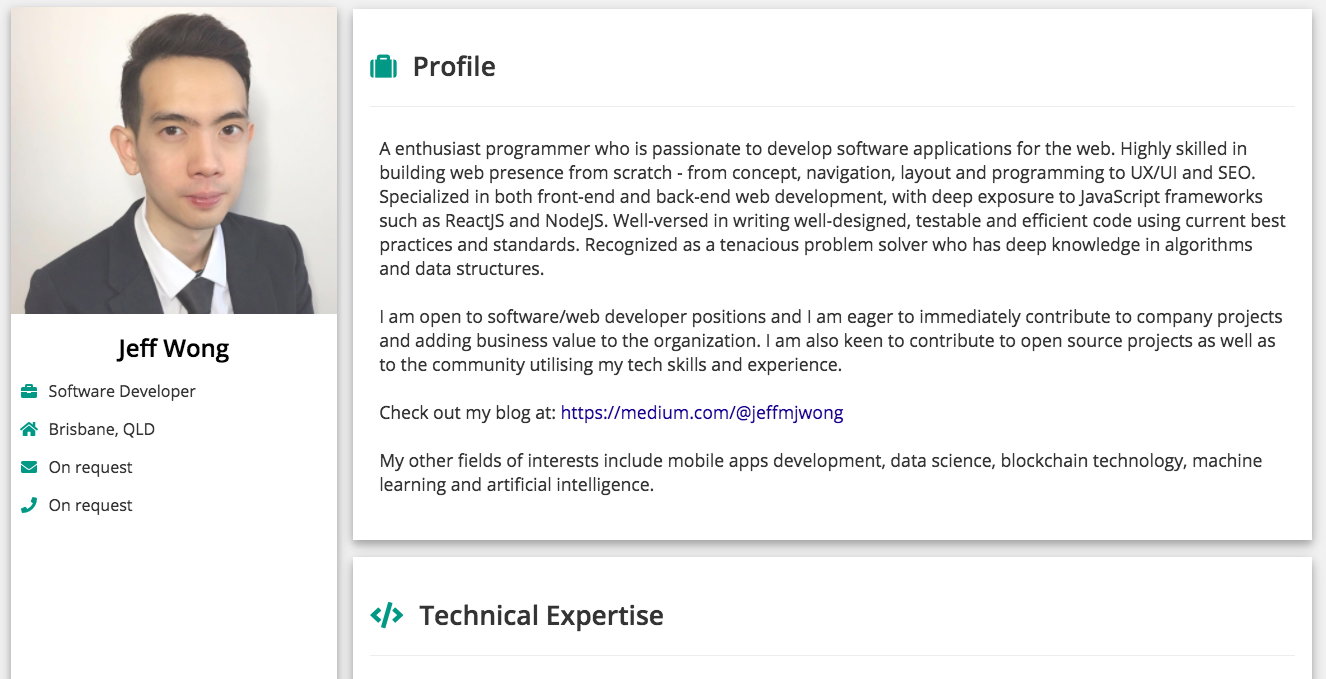 Jeff Wong
Software Developer
Brisbane, QLD
On request
On request
Profile
A enthusiast programmer who is passionate to develop software applications for the web. Highly skilled in
building web presence from scratch - from concept, navigation, layout and programming to UX/UI and SEO.
Specialized in both front-end and back-end web development, with deep exposure to JavaScript frameworks
such as ReactJS and NodeJS. Well-versed in writing well-designed, testable and efficient code using current best
practices and standards. Recognized as a tenacious problem solver who has deep knowledge in algorithms
and data structures.
I am open to software/web developer positions and I am eager to immediately contribute to company projects
and adding business value to the organization. I am also keen to contribute to open source projects as well as
to the community utilising my tech skills and experience.
Check out my blog at: https://medium.com/@jeffmjwong
My other fields of interests include mobile apps development, data science, blockchain technology, machine
learning and artificial intelligence.
Technical Expertise